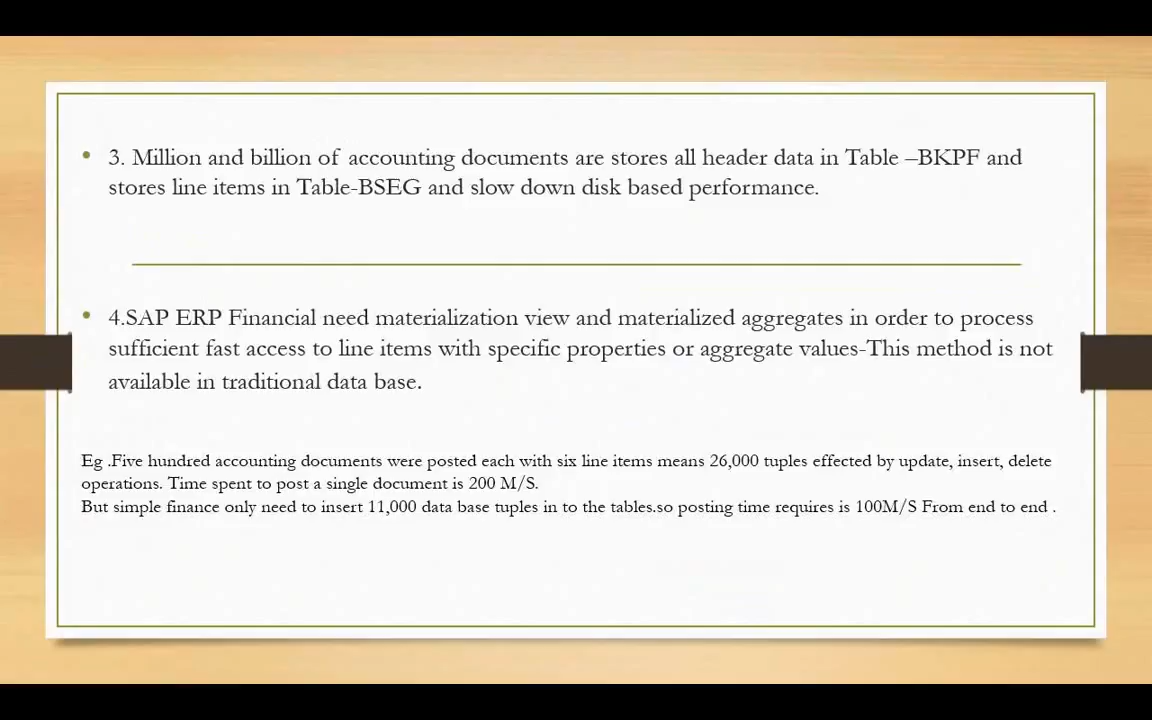 • 3. Million and billion of accounting documents are stores all header data in Table –BKPF and
stores line items in Table-BSEG and slow down disk based performance.
• 4.SAP ERP Financial need materialization view and materialized aggregates in order to process
sufficient fast access to line items with specific properties or aggregate values-This method is not
available in traditional data base.
Eg .Five hundred accounting documents were posted each with six line items means 26,000 tuples effected by update, insert, delete
operations. Time spent to post a single document is 200 M/S.
But simple finance only need to insert 11,000 data base tuples in to the tables.so posting time requires is 100M/S From end to end .